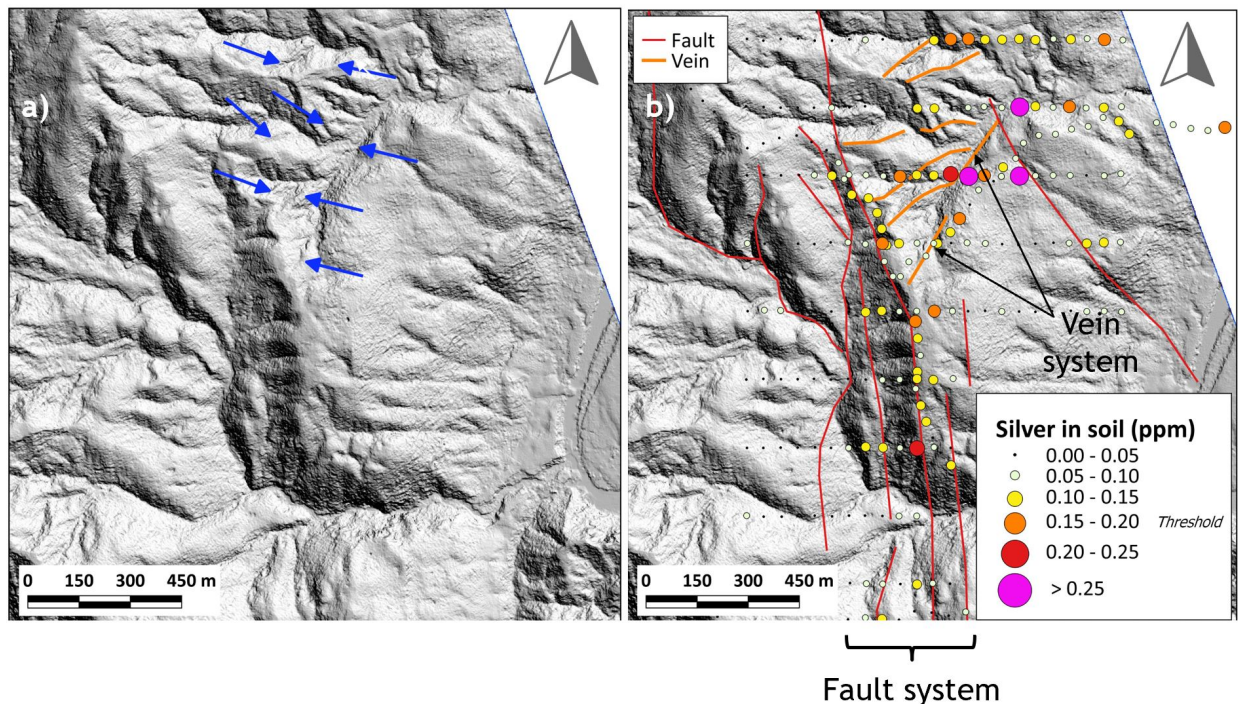 a)
0 150 300 450 m
b)
Fault
Vein
Vein
system
Silver in soil (ppm)
0.00 - 0.05
0.05 - 0.10
0.10 - 0.15
0.15 - 0.20 Threshold
0.20 - 0.25
> 0.25
0 150 300 450 m
Fault system